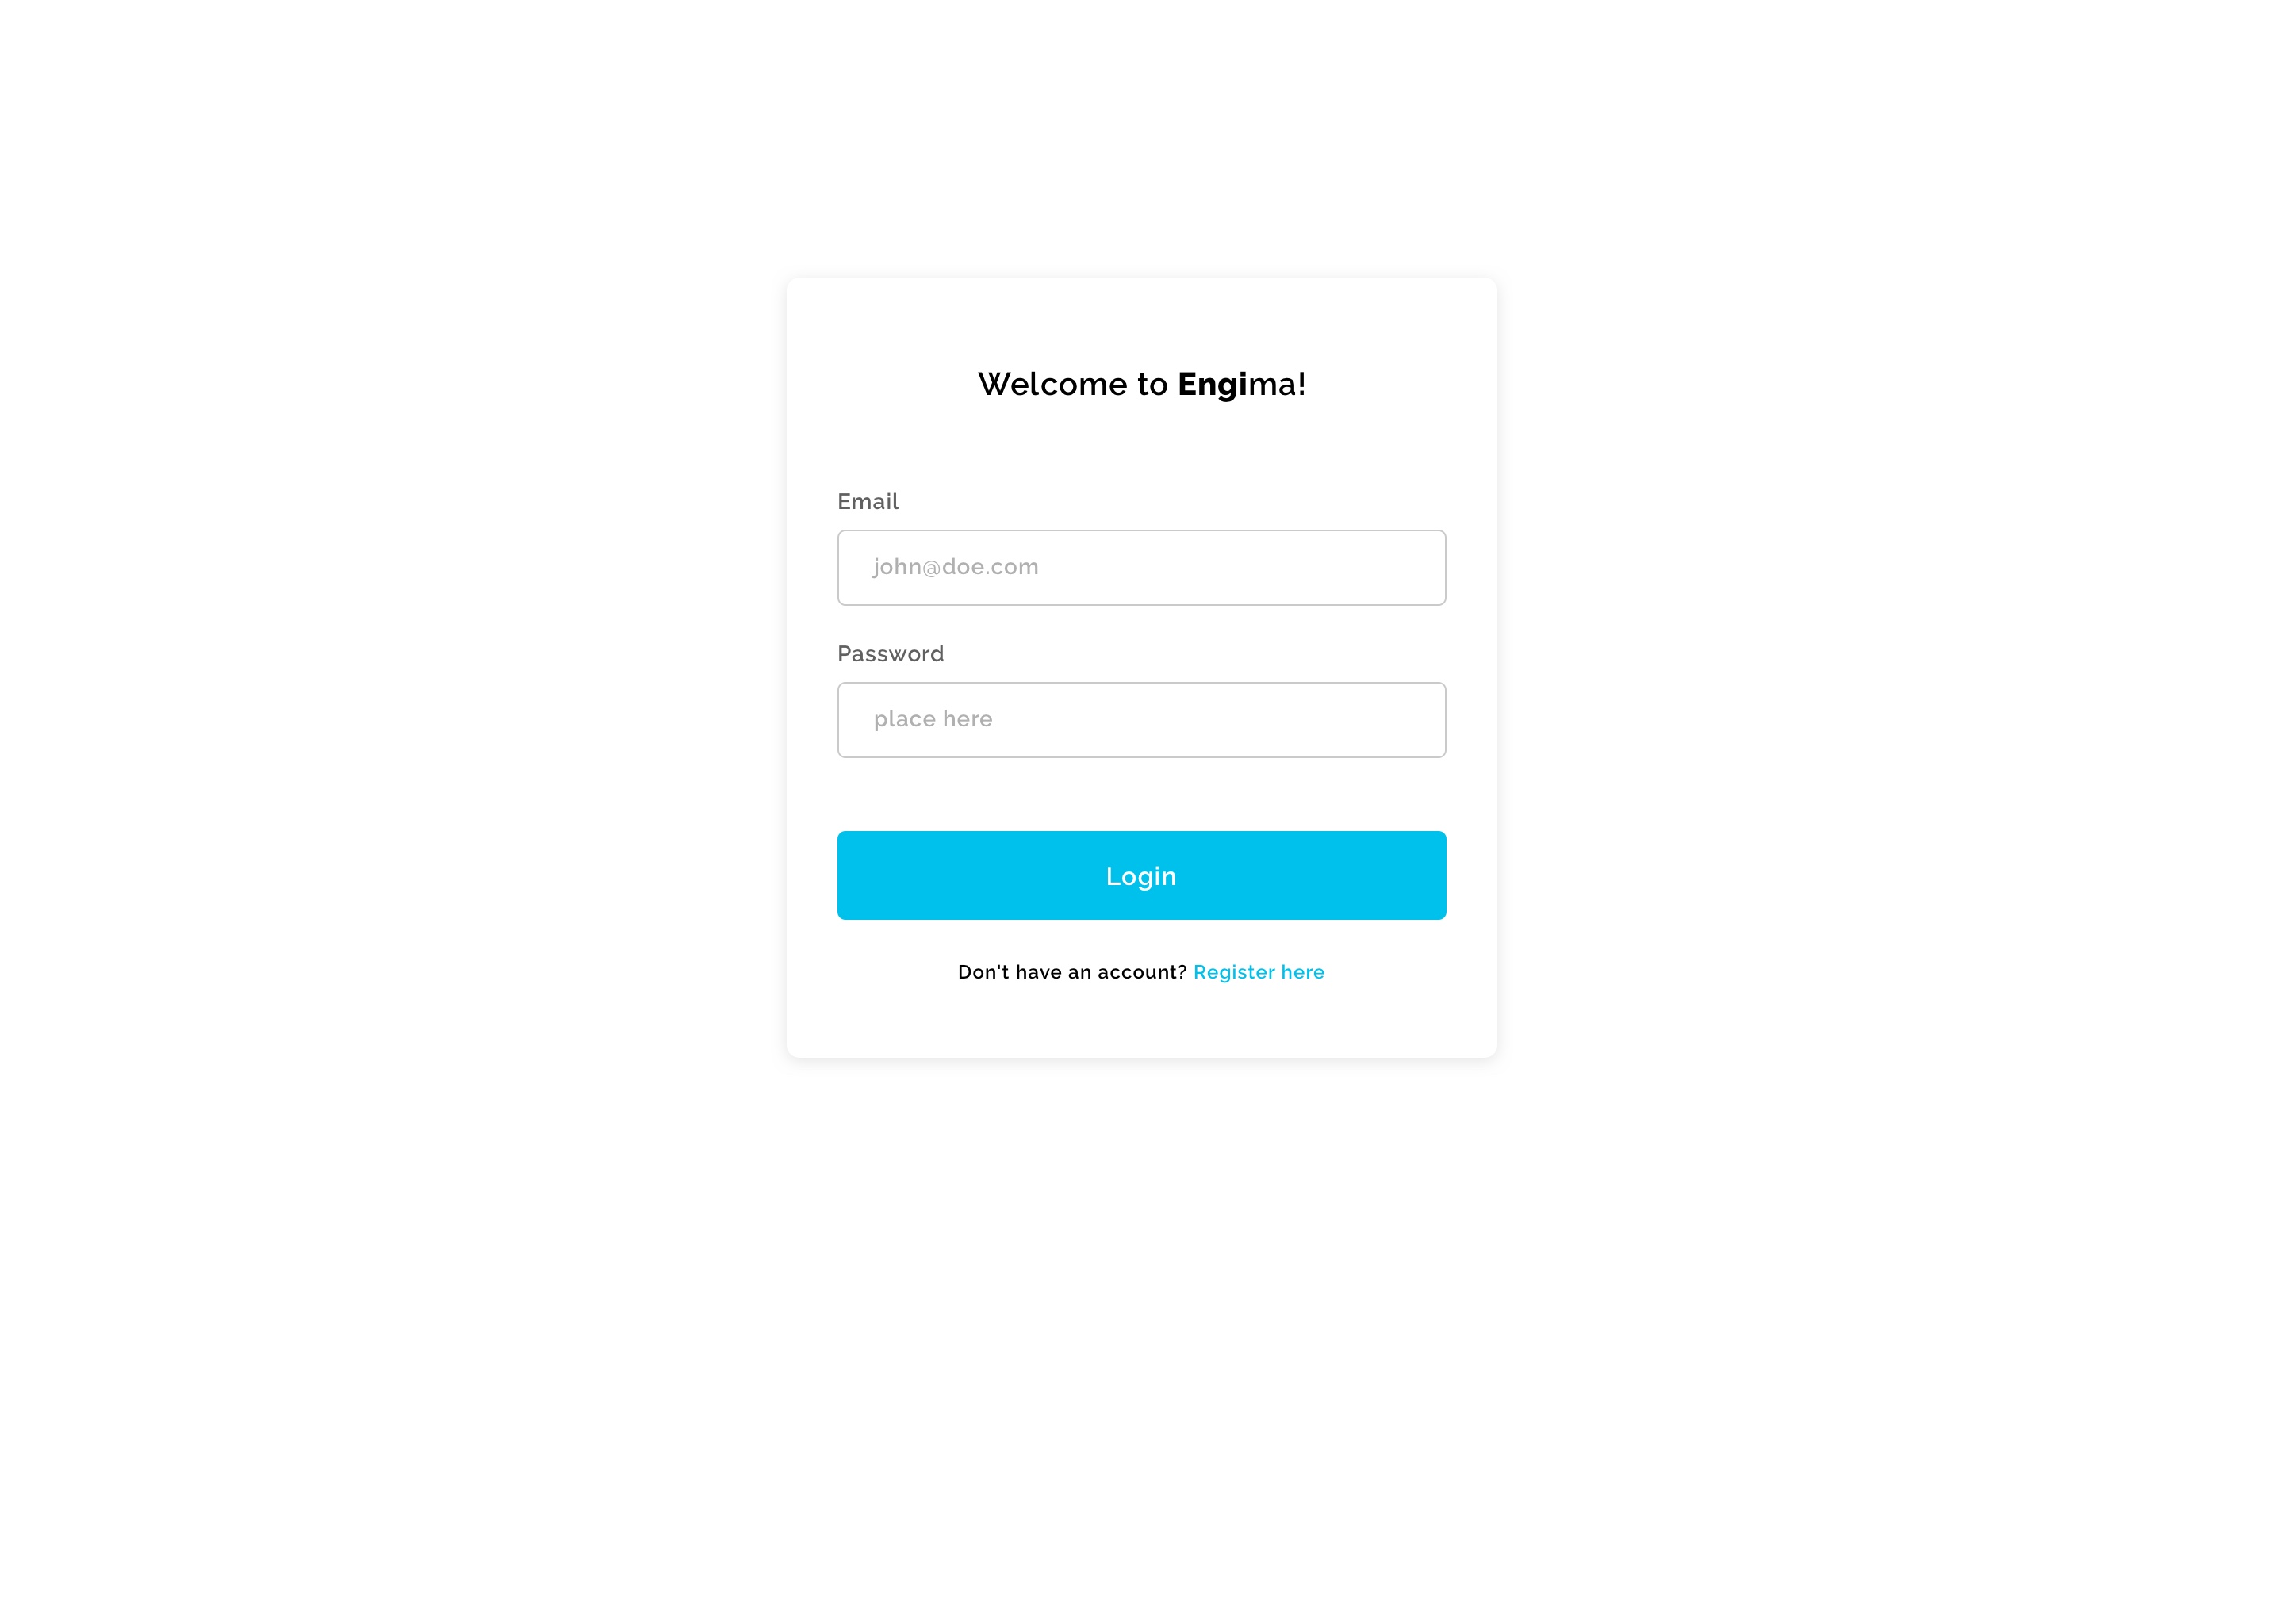 Welcome to Engima!
Email
john@doe.com
Password
place here
Login
Don't have an account? Register here